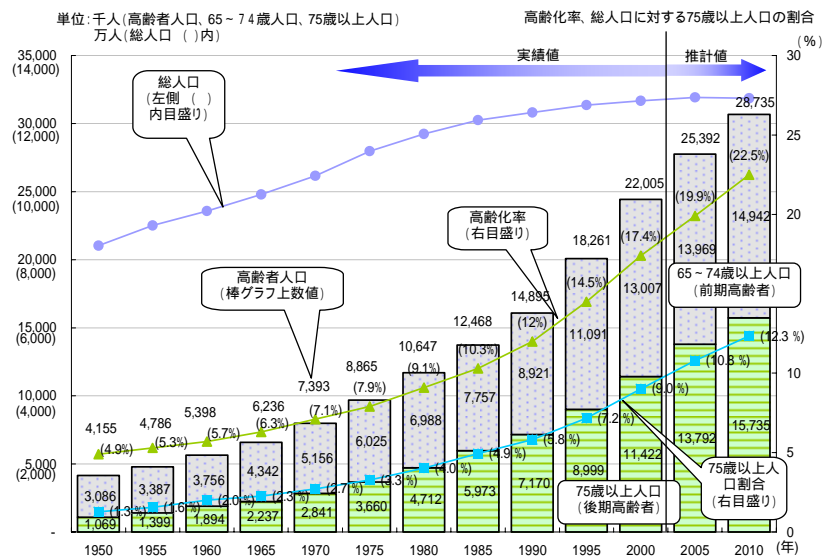 単位:千人(高齢者人口、65~74歳人口、75歳以上人口)
万人(総人口 ( )内)
高齢化率、総人口に対する75歳以上人口の割合
(%)
実績値
推計値
35,000
(14,000)
30,000
(12,000)
25,000
(10,000)
20,000
(8,000)
15,000
(6,000)
10,000
(4,000)
5,000
(2,000)
-
30
25
20
15
10
5
0
総人口
(左側 ( )
内目盛り)
高齢者人口
(棒グラフ上数値)
高齢化率
(右目盛り)
65~74歳以上人口
(前期高齢者)
75歳以上人口
(後期高齢者)
75歳以上人
口割合
(右目盛り)
4,155 4,786 5,398 6,236 7,393 8,865 10,647 12,468 14,895 18,261 22,005 25,392 28,735
(4.9%) (5.3%) (5.7%) (6.3%) (7.1%) (7.9%) (9.1%) (10.3%) (12%) (14.5%) (17.4%) (19.9%) (22.5%)
3,086 3,387 3,756 4,342 5,156 6,025 6,988 7,757 8,921 11,091 13,007 13,969 14,942
(1.3%) (1.6%) (2.0%) (2.3%) (2.7%) (3.3%) (4.0%) (4.9%) (5.8%) (7.2%) (9.0%) (10.8%) (12.3%)
1,069 1,399 1,894 2,237 2,841 3,660 4,712 5,973 7,170 8,999 11,422 13,792 15,735
1950 1955 1960 1965 1970 1975 1980 1985 1990 1995 2000 2005 2010 (年)